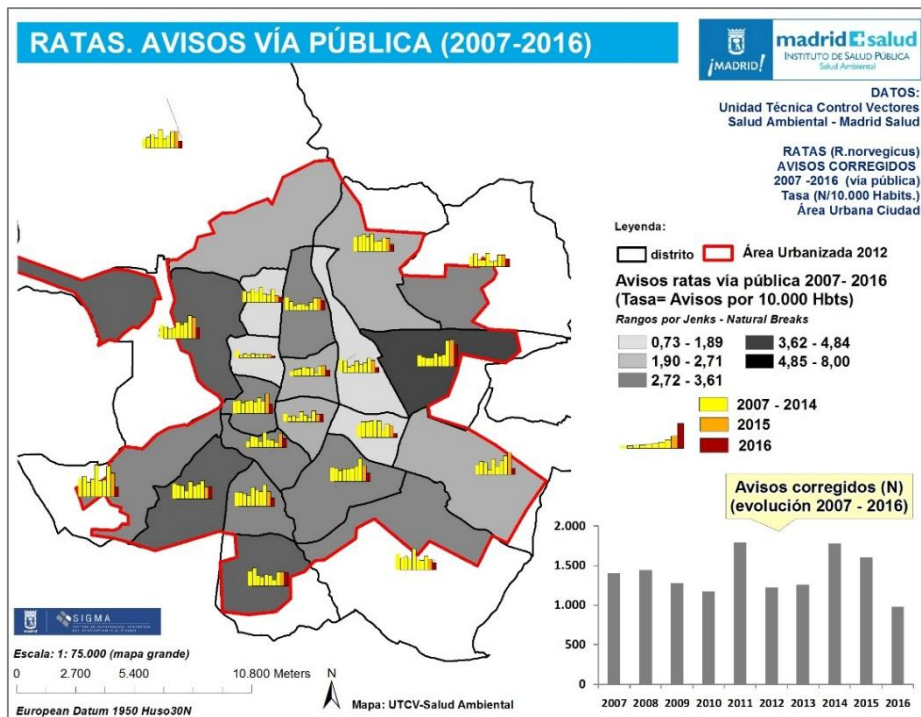 RATAS. AVISOS VÍA PÚBLICA (2007-2016)
¡MADRID!
madrid salud
INSTITUTO DE SALUD PÚBLICA
Salud Ambiental
DATOS:
Unidad Técnica Control Vectores
Salud Ambiental - Madrid Salud
RATAS (R.norvegicus)
AVISOS CORREGIDOS
2007 -2016 (vía pública)
Tasa (N/10.000 Habits.)
Área Urbana Ciudad
Leyenda:
distrito
Área Urbanizada 2012
Avisos ratas vía pública 2007- 2016
(Tasa= Avisos por 10.000 Hbts)
Rangos por Jenks - Natural Breaks
0,73 - 1,89
3,62 - 4,84
1,90 - 2,71
4,85 - 8,00
2,72 - 3,61
2007 - 2014
2015
2016
Avisos corregidos (N)
(evolución 2007 - 2016)
2.000
1.500
1.000
500
0
2007 2008 2009 2010 2011 2012 2013 2014 2015 2016
MADRID
SIGMA
Escala: 1: 75.000 (mapa grande)
0 2.700 5.400 10.800 Meters
N
European Datum 1950 Huso30N
Mapa: UTCV-Salud Ambiental